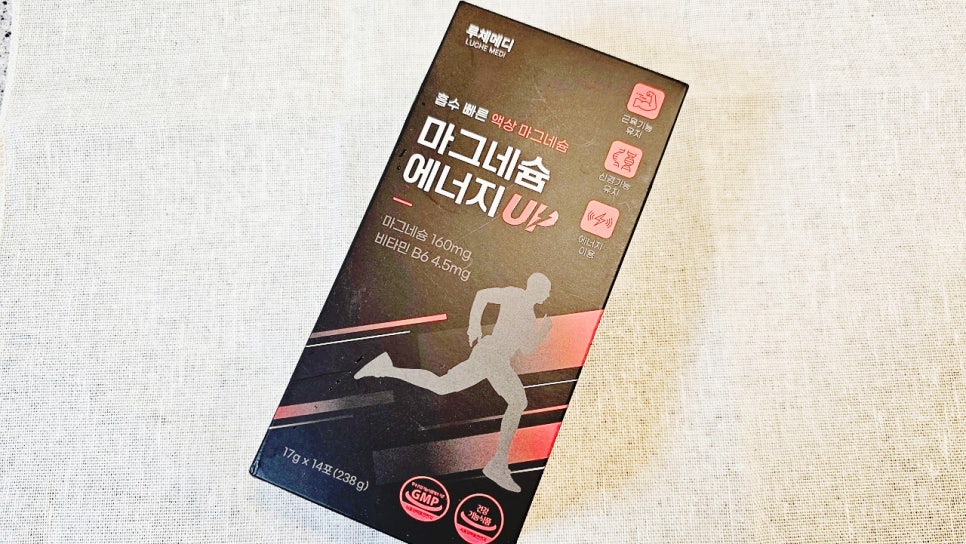 루체메디
LUCHE MEDI
흡수 빠른 액상 마그네슘
마그네슘
에너지 UP
마그네슘 160mg
비타민 B6 4.5mg
근육기능
유지
신경기능
유지
에너지
이용
17g x 14포(238g)
GMP
건강
기능식품